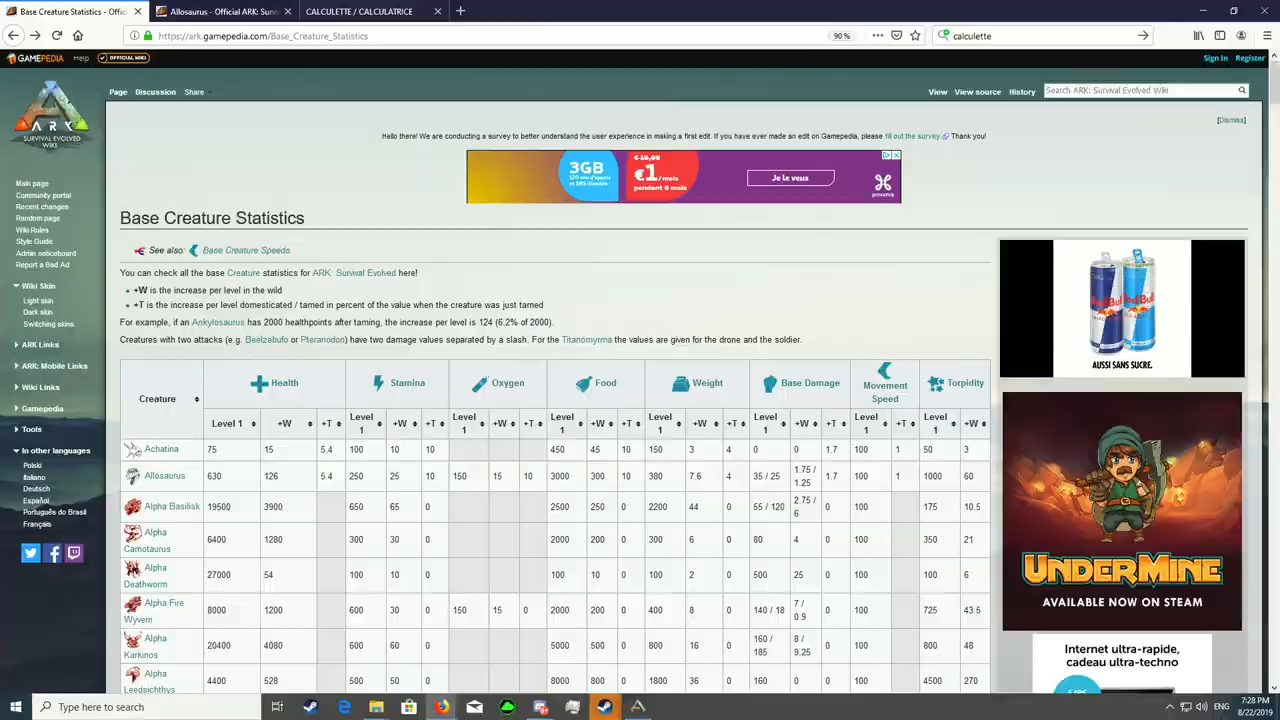 Base Creature Statistics - Offic
Allosaurus - Official ARK: Survi
CALCULETTE / CALCULATRICE
https://ark.gamepedia.com/Base_Creature_Statistics
90 %
calculette
GAMEPEDIA
Help
OFFICIAL WIKI
Sign In
Register
ARK
SURVIVAL EVOLVED
WIKI
Page
Discussion
Share
View
View source
History
Search ARK: Survival Evolved Wiki
Hello there! We are conducting a survey to better understand the user experience in making a first edit. If you have ever made an edit on Gamepedia, please fill out the survey. Thank you!
[Dismiss]
3GB
120 min d'appels
et SMS illimités
€ 15,99
€1/mois
pendant 6 mois
Je le veux
proximus
Main page
Community portal
Recent changes
Random page
Wiki Rules
Style Guide
Admin noticeboard
Report a Bad Ad
Wiki Skin
Light skin
Dark skin
Switching skins
ARK Links
ARK: Mobile Links
Wiki Links
Gamepedia
Tools
In other languages
Polski
Italiano
Deutsch
Español
Português do Brasil
Français
Base Creature Statistics
See also: Base Creature Speeds
You can check all the base Creature statistics for ARK: Survival Evolved here!
+W is the increase per level in the wild
+T is the increase per level domesticated / tamed in percent of the value when the creature was just tamed
For example, if an Ankylosaurus has 2000 healthpoints after taming, the increase per level is 124 (6.2% of 2000).
Creatures with two attacks (e.g. Beelzebufo or Pteranodon) have two damage values separated by a slash. For the Titanomyrma the values are given for the drone and the soldier.
Creature Health Stamina Oxygen Food Weight Base Damage Movement Speed Torpidity
Level 1 +W +T Level 1 +W +T Level 1 +W +T Level 1 +W +T Level 1 +W +T Level 1 +W +T Level 1 +T Level 1 +W
Achatina 75 15 5.4 100 10 10 450 45 10 150 3 4 0 0 1.7 100 1 50 3
Allosaurus 630 126 5.4 250 25 10 150 15 10 3000 300 10 380 7.6 4 35 / 25 1.75 / 1.25 1.7 100 1 1000 60
Alpha Basilisk 19500 3900 650 65 0 2500 250 0 2200 44 0 55 / 120 2.75 / 6 0 100 175 10.5
Alpha Carnotaurus 6400 1280 300 30 0 2000 200 0 300 6 0 80 4 0 100 350 21
Alpha Deathworm 27000 54 100 10 0 100 10 0 100 2 0 500 25 0 100 100 6
Alpha Fire Wyvern 8000 1200 600 30 0 150 15 0 2000 200 0 400 8 0 140 / 18 7 / 0.9 0 100 725 43.5
Alpha Karkinos 20400 4080 600 60 0 5000 500 0 800 16 0 160 / 185 8 / 9.25 0 100 800 48
Alpha Leedsichthys 4400 528 500 50 0 8000 800 0 1800 36 0 160 0 100 4500 270
Red Bull
AUSSI SANS SUCRE.
UNDERMINE
AVAILABLE NOW ON STEAM
Internet ultra-rapide,
cadeau ultra-techno
Type here to search
ENG
7:28 PM
8/22/2019